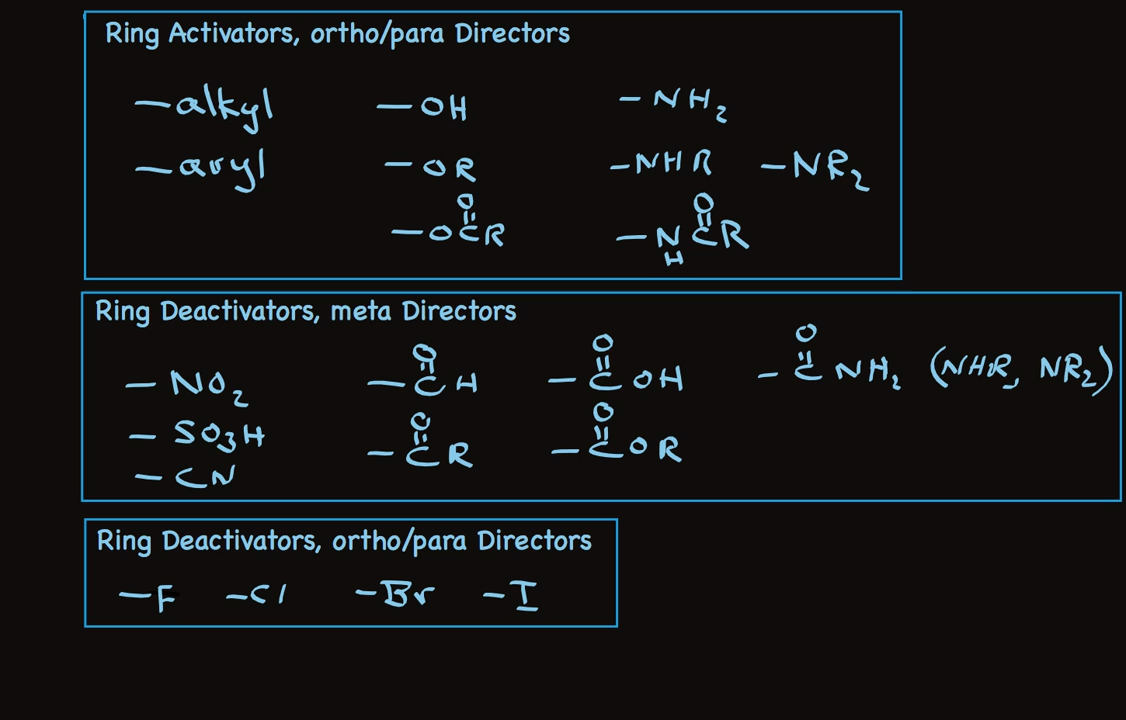 Ring Activators, ortho/para Directors
—alkyl —OH —NH₂
—aryl —OR —NHR —NR₂
O O
—OCR —NCR
H
Ring Deactivators, meta Directors
O O O
—NO₂ —CH —COH —CNH₂ (NHR, NR₂)
O O
—SO₃H —CR —COR
—CN
Ring Deactivators, ortho/para Directors
—F —Cl —Br —I